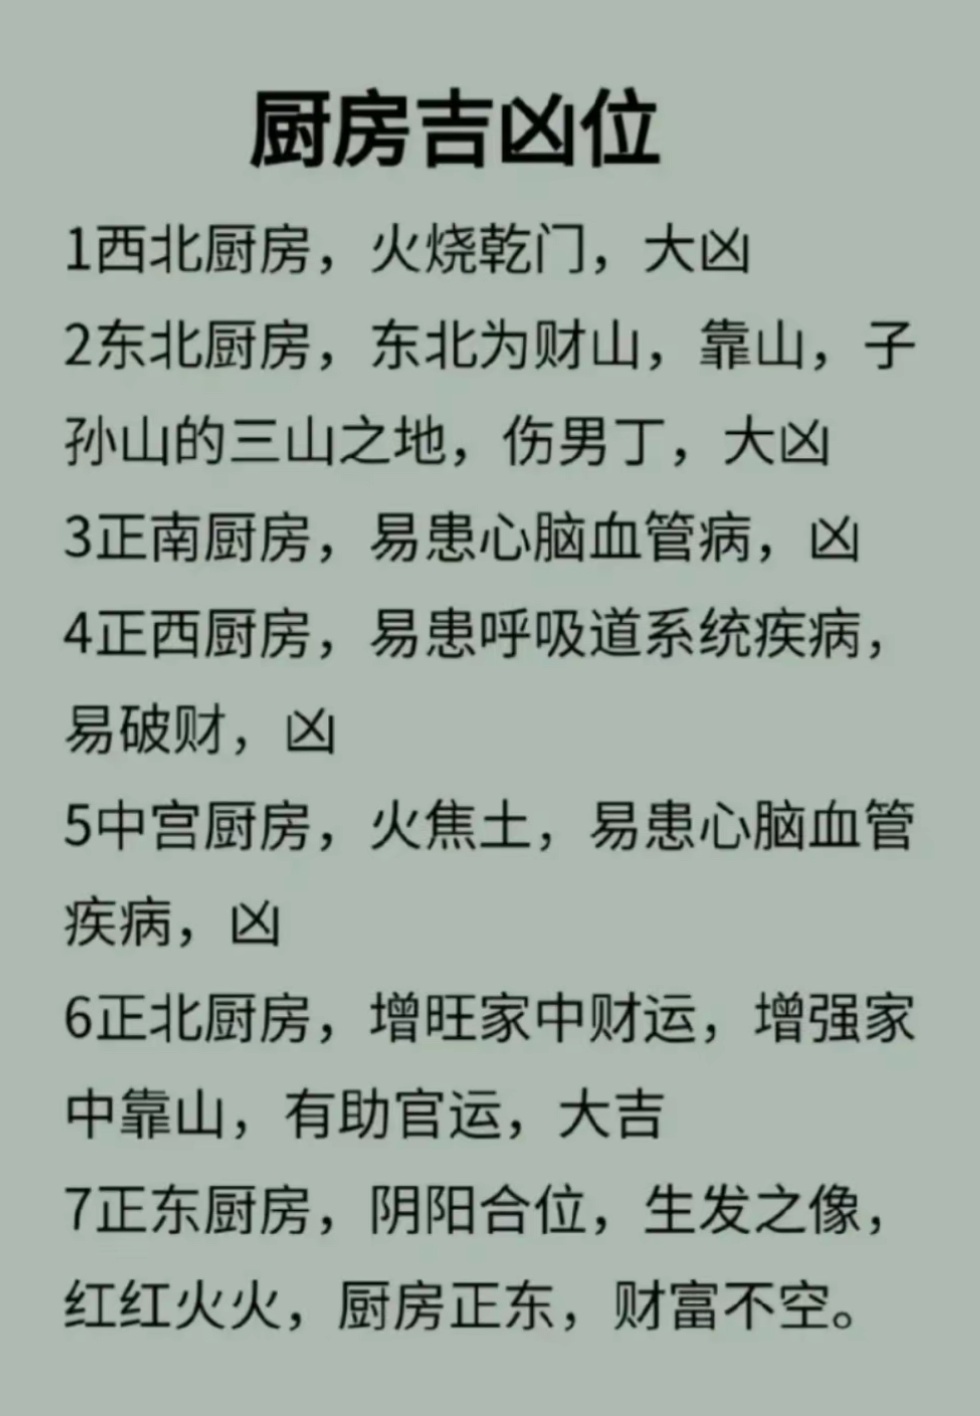 厨房吉凶位
1西北厨房，火烧乾门，大凶
2东北厨房，东北为财山，靠山，子
孙山的三山之地，伤男丁，大凶
3正南厨房，易患心脑血管病，凶
4正西厨房，易患呼吸道系统疾病，
易破财，凶
5中宫厨房，火焦土，易患心脑血管
疾病，凶
6正北厨房，增旺家中财运，增强家
中靠山，有助官运，大吉
7正东厨房，阴阳合位，生发之像，
红红火火，厨房正东，财富不空。